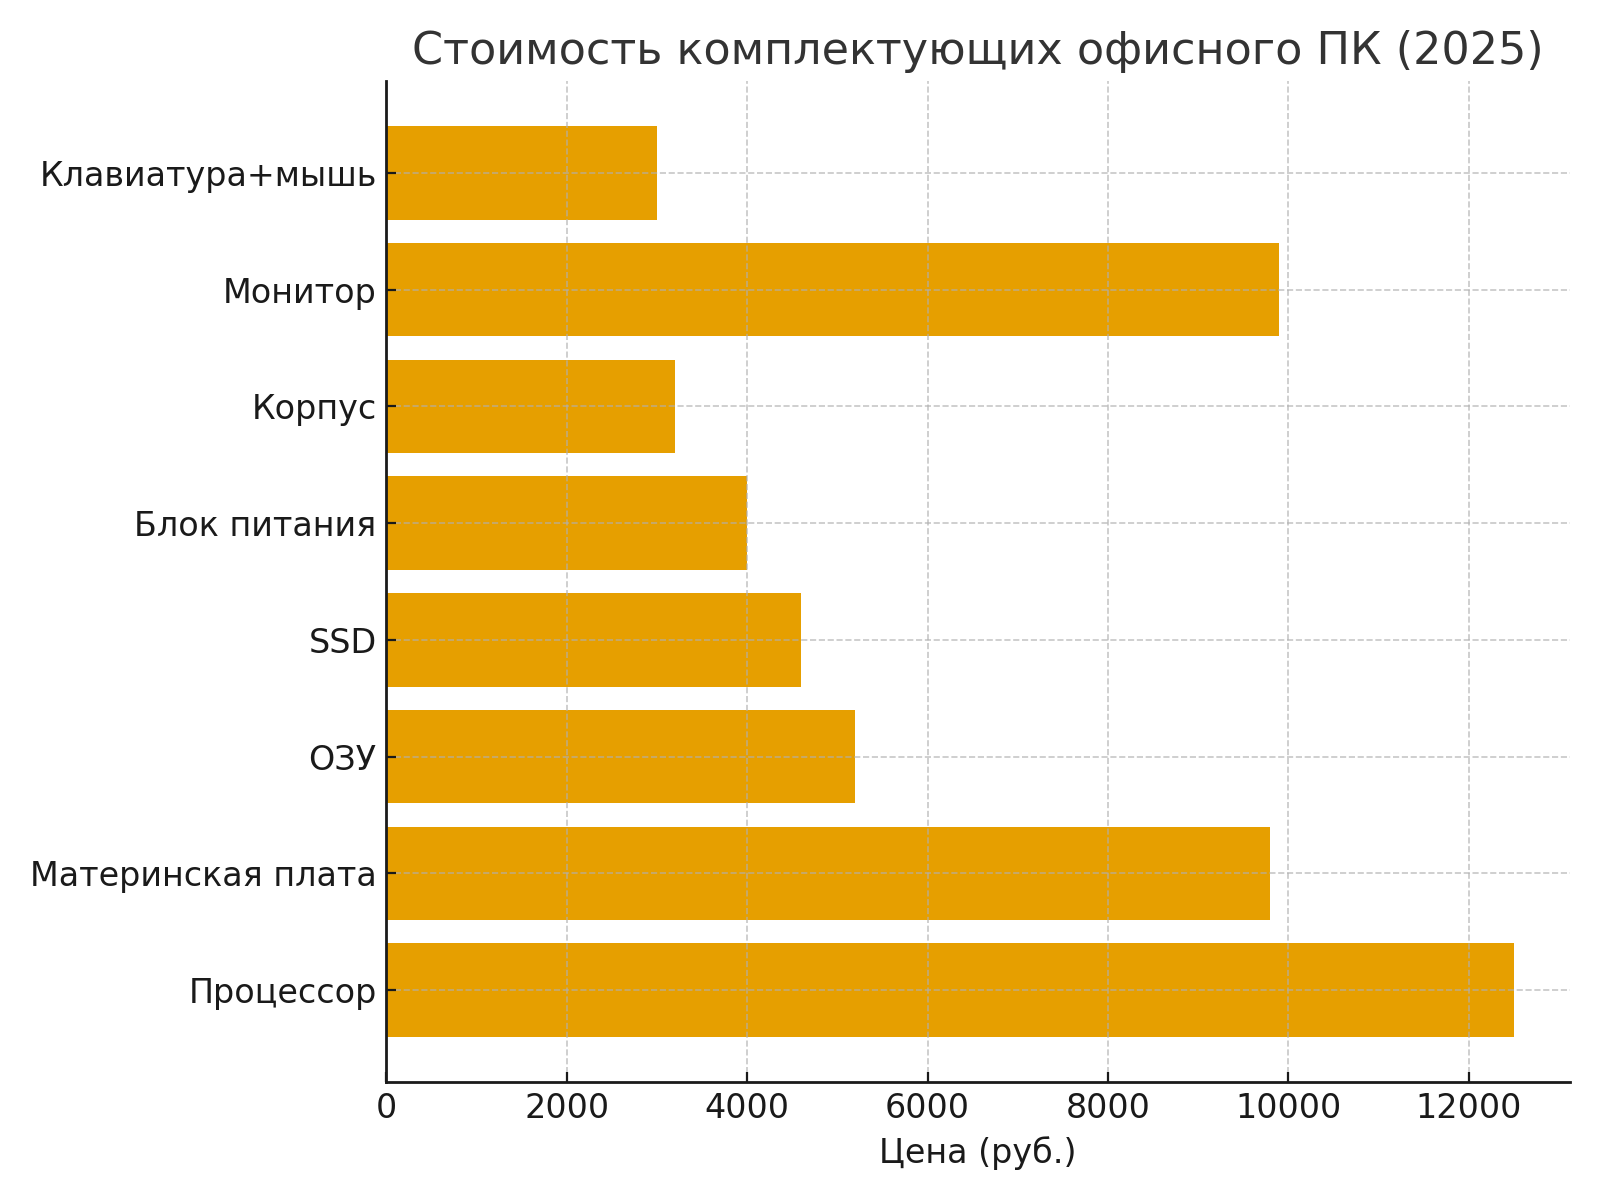 Стоимость комплектующих офисного ПК (2025)
Клавиатура+мышь
Монитор
Корпус
Блок питания
SSD
ОЗУ
Материнская плата
Процессор
0 2000 4000 6000 8000 10000 12000
Цена (руб.)